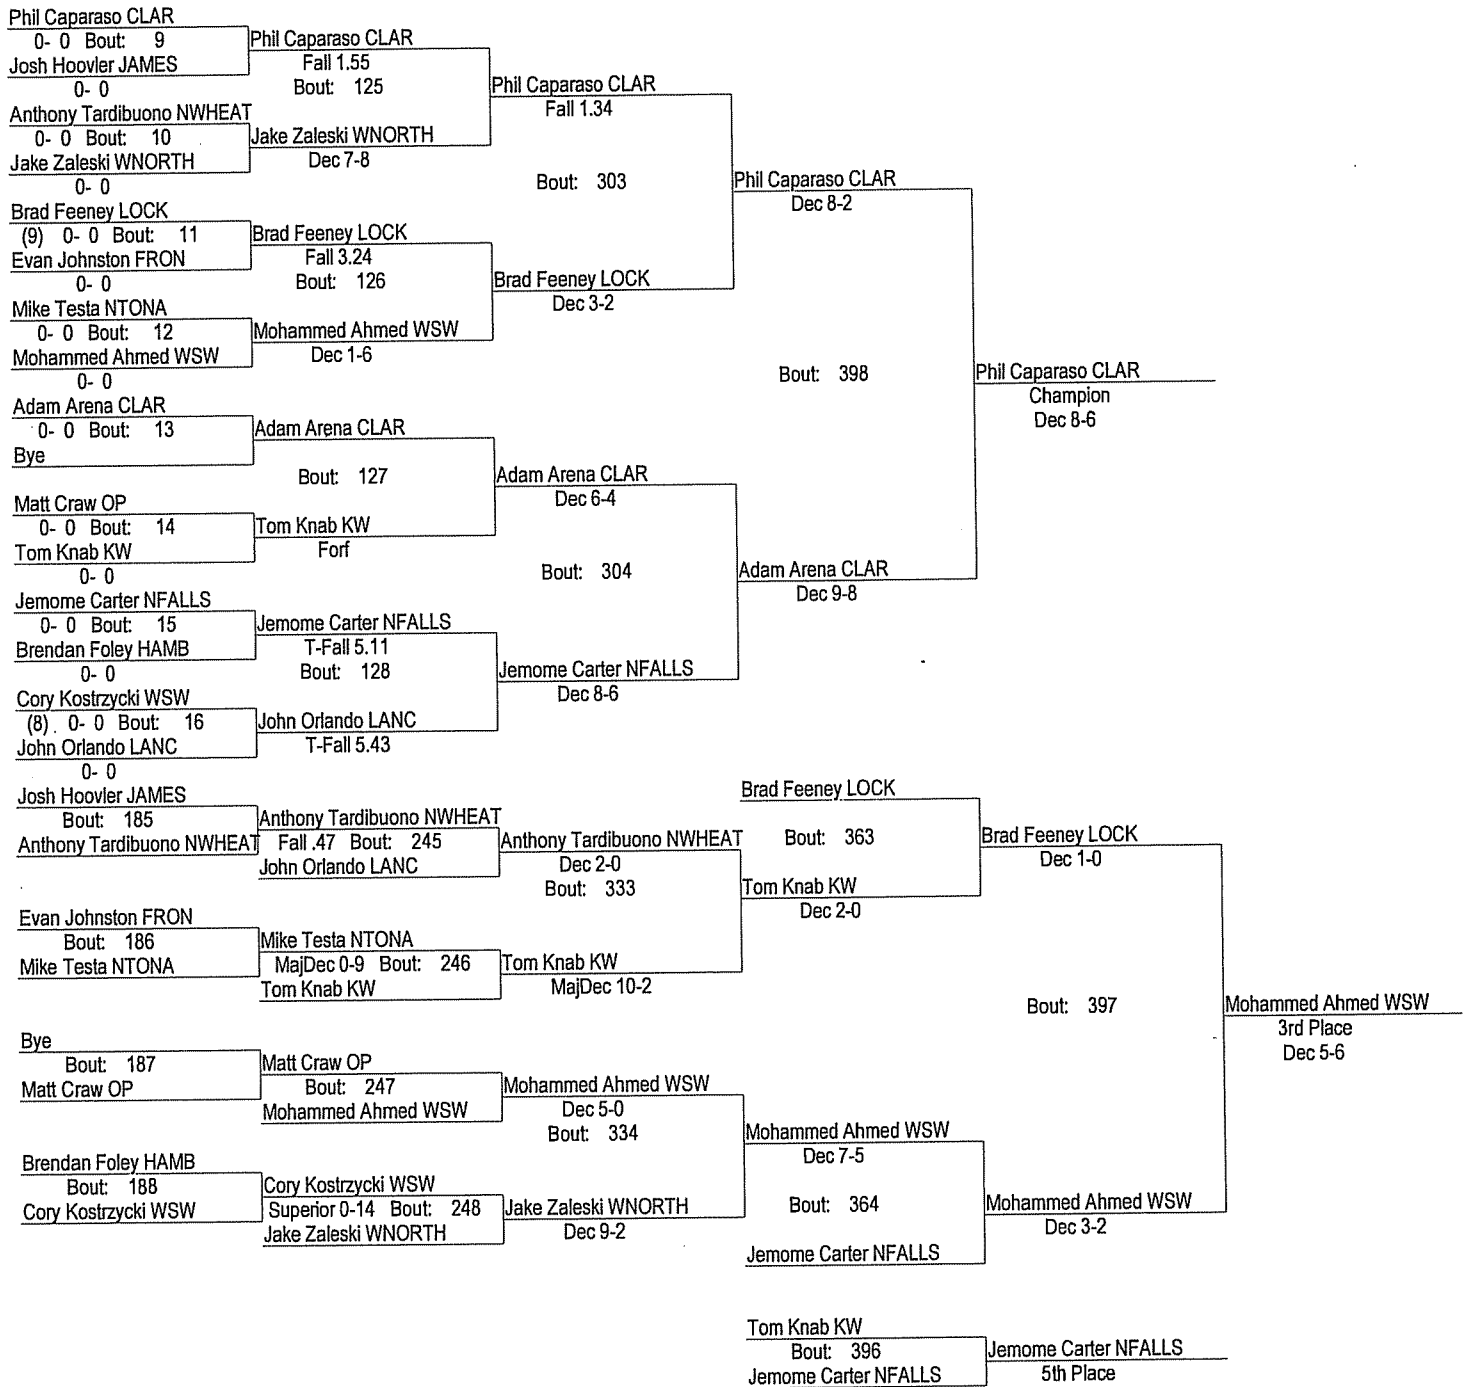 Phil Caparaso CLAR
0- 0 Bout: 9
Josh Hoovler JAMES
0- 0
Anthony Tardibuono NWHEAT
0- 0 Bout: 10
Jake Zaleski WNORTH
0- 0
Brad Feeney LOCK
(9) 0- 0 Bout: 11
Evan Johnston FRON
0- 0
Mike Testa NTONA
0- 0 Bout: 12
Mohammed Ahmed WSW
0- 0
Adam Arena CLAR
0- 0 Bout: 13
Bye
Matt Craw OP
0- 0 Bout: 14
Tom Knab KW
0- 0
Jemome Carter NFALLS
0- 0 Bout: 15
Brendan Foley HAMB
0- 0
Cory Kostrzycki WSW
(8) 0- 0 Bout: 16
John Orlando LANC
0- 0
Phil Caparaso CLAR
Fall 1.55
Bout: 125
Jake Zaleski WNORTH
Dec 7-8
Brad Feeney LOCK
Fall 3.24
Bout: 126
Mohammed Ahmed WSW
Dec 1-6
Adam Arena CLAR
Bout: 127
Tom Knab KW
Forf
Jemome Carter NFALLS
T-Fall 5.11
Bout: 128
John Orlando LANC
T-Fall 5.43
Phil Caparaso CLAR
Fall 1.34
Bout: 303
Brad Feeney LOCK
Dec 3-2
Adam Arena CLAR
Dec 6-4
Bout: 304
Jemome Carter NFALLS
Dec 8-6
Phil Caparaso CLAR
Dec 8-2
Bout: 398
Adam Arena CLAR
Dec 9-8
Phil Caparaso CLAR
Champion
Dec 8-6
Josh Hoovler JAMES
Bout: 185
Anthony Tardibuono NWHEAT
Evan Johnston FRON
Bout: 186
Mike Testa NTONA
Bye
Bout: 187
Matt Craw OP
Brendan Foley HAMB
Bout: 188
Cory Kostrzycki WSW
Anthony Tardibuono NWHEAT
Fall .47 Bout: 245
John Orlando LANC
Mike Testa NTONA
MajDec 0-9 Bout: 246
Tom Knab KW
Matt Craw OP
Bout: 247
Mohammed Ahmed WSW
Cory Kostrzycki WSW
Superior 0-14 Bout: 248
Jake Zaleski WNORTH
Anthony Tardibuono NWHEAT
Dec 2-0
Bout: 333
Tom Knab KW
MajDec 10-2
Mohammed Ahmed WSW
Dec 5-0
Bout: 334
Jake Zaleski WNORTH
Dec 9-2
Brad Feeney LOCK
Bout: 363
Tom Knab KW
Dec 2-0
Mohammed Ahmed WSW
Dec 7-5
Bout: 364
Jemome Carter NFALLS
Brad Feeney LOCK
Dec 1-0
Bout: 397
Mohammed Ahmed WSW
Dec 3-2
Mohammed Ahmed WSW
3rd Place
Dec 5-6
Tom Knab KW
Bout: 396
Jemome Carter NFALLS
Jemome Carter NFALLS
5th Place